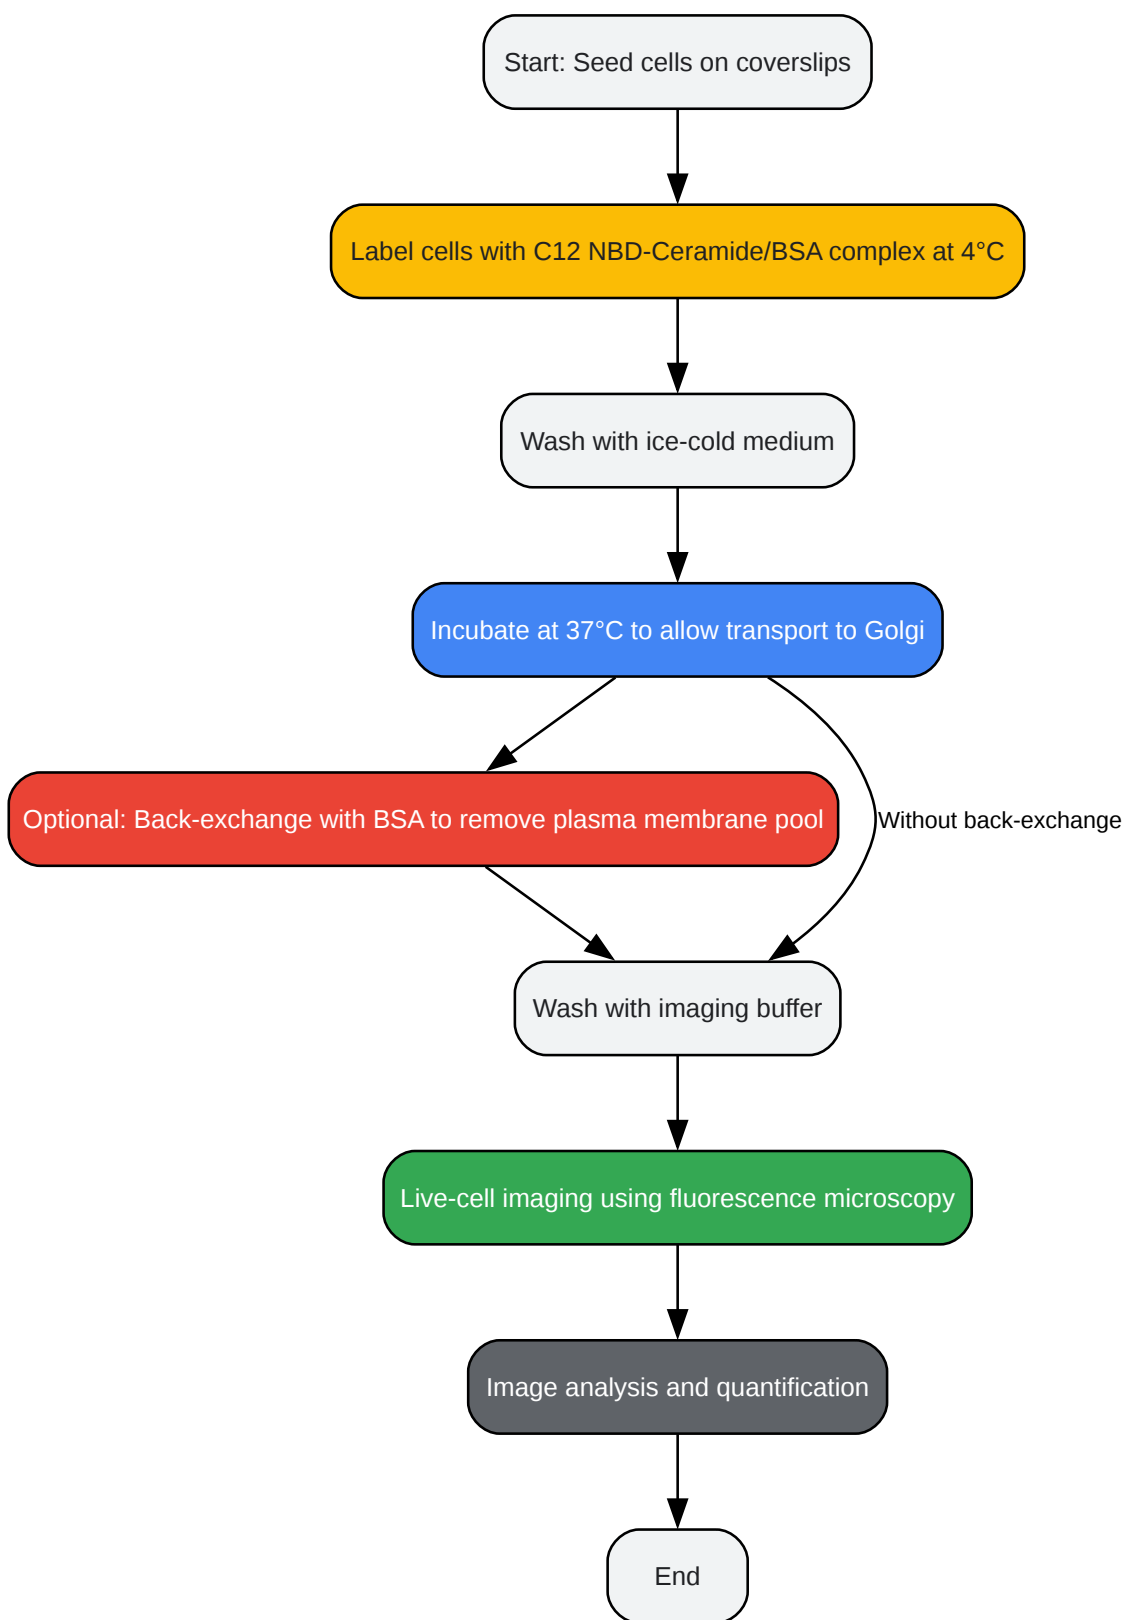 Start: Seed cells on coverslips
Label cells with C12 NBD-Ceramide/BSA complex at 4°C
Wash with ice-cold medium
Incubate at 37°C to allow transport to Golgi
Optional: Back-exchange with BSA to remove plasma membrane pool
Without back-exchange
Wash with imaging buffer
Live-cell imaging using fluorescence microscopy
Image analysis and quantification
End